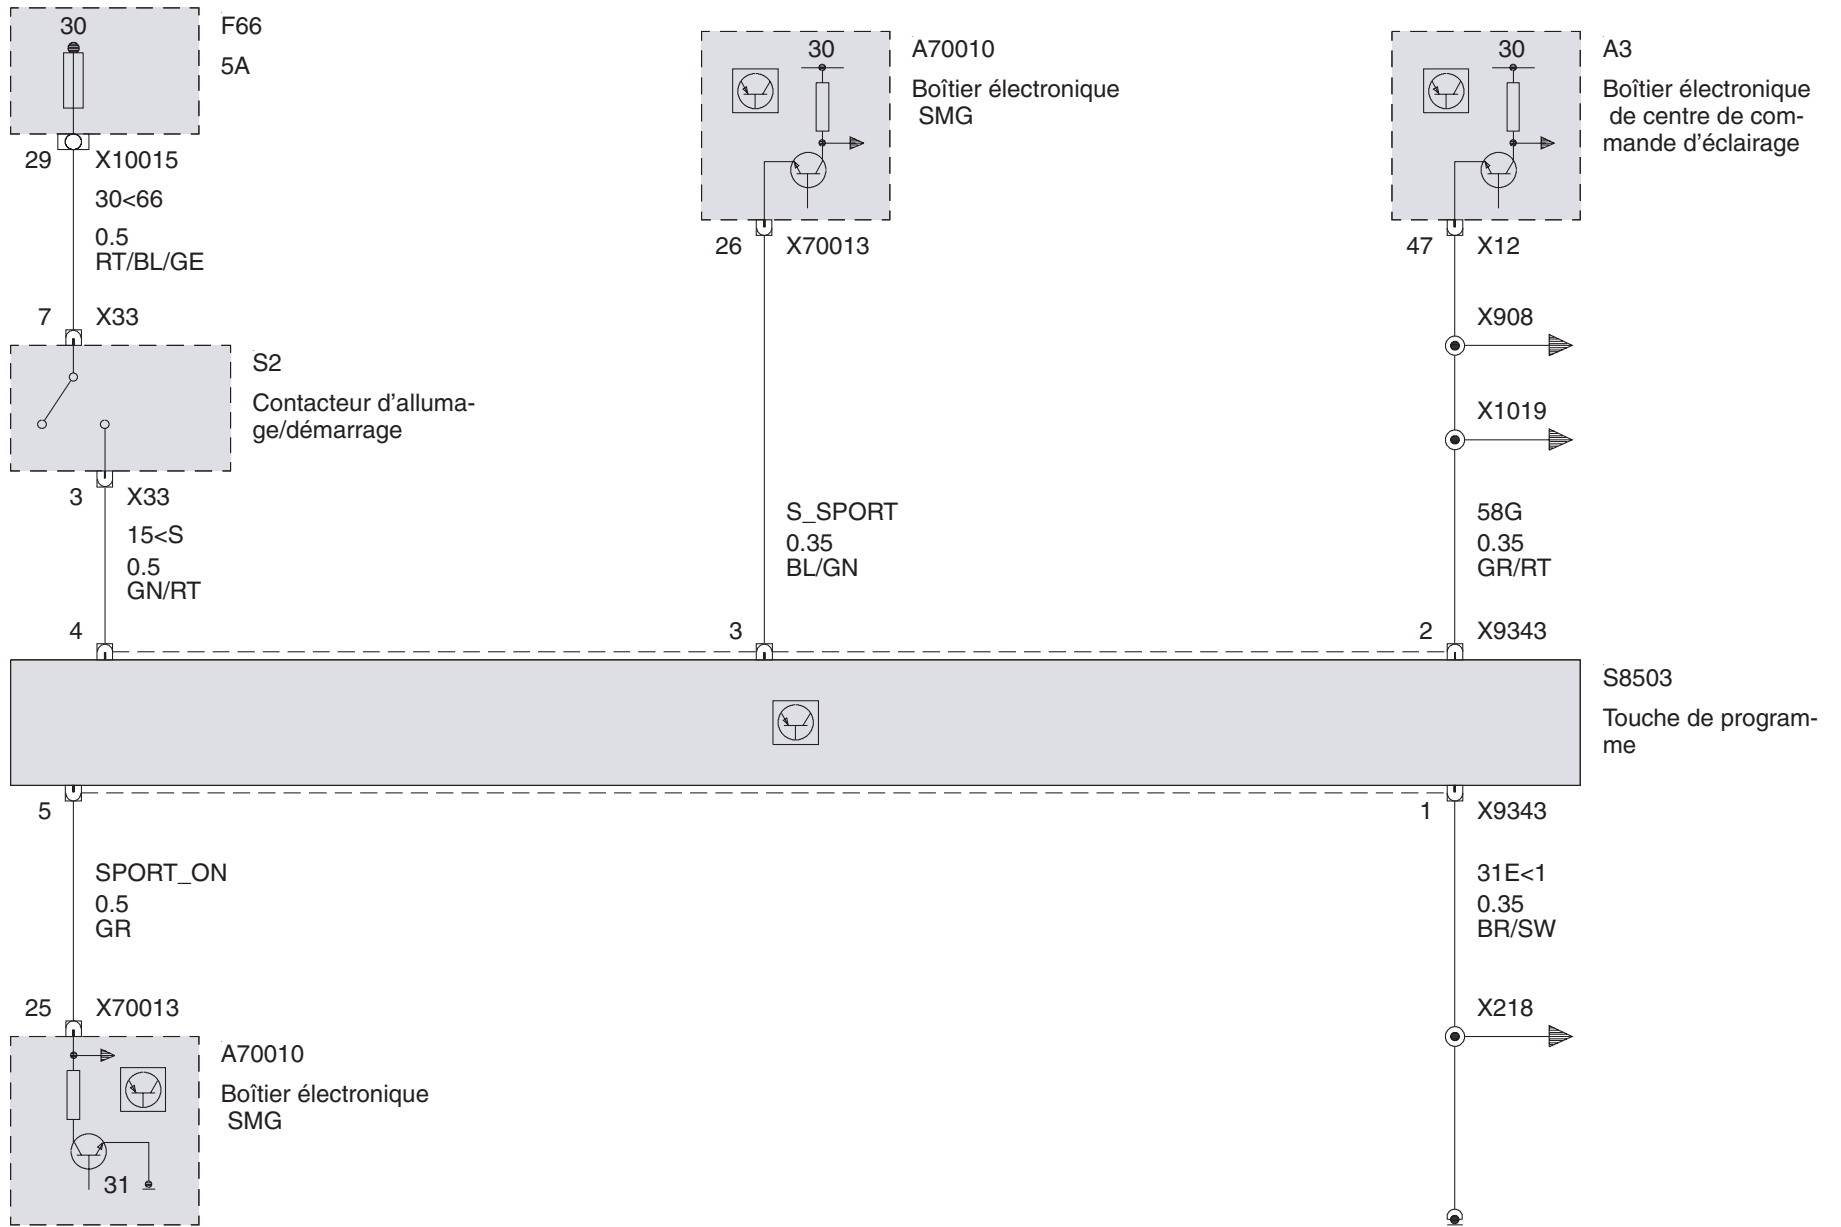 30
F66
5A
29
X10015
30<66
0.5
RT/BL/GE
7
X33
S2
Contacteur d'alluma-
ge/démarrage
3
X33
15<S
0.5
GN/RT
4
30
A70010
Boîtier électronique
SMG
26
X70013
S_SPORT
0.35
BL/GN
3
30
A3
Boîtier électronique
de centre de com-
mande d'éclairage
47
X12
X908
X1019
58G
0.35
GR/RT
2
X9343
S8503
Touche de program-
me
5
SPORT_ON
0.5
GR
25
X70013
A70010
Boîtier électronique
SMG
31
1
X9343
31E<1
0.35
BR/SW
X218